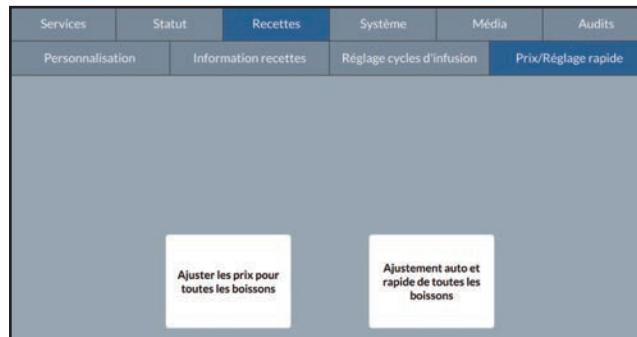 Services Statut Recettes Système Média Audits
Personnalisation Information recettes Réglage cycles d'infusion Prix/Réglage rapide
Ajuster les prix pour
toutes les boissons
Ajustement auto et
rapide de toutes les
boissons